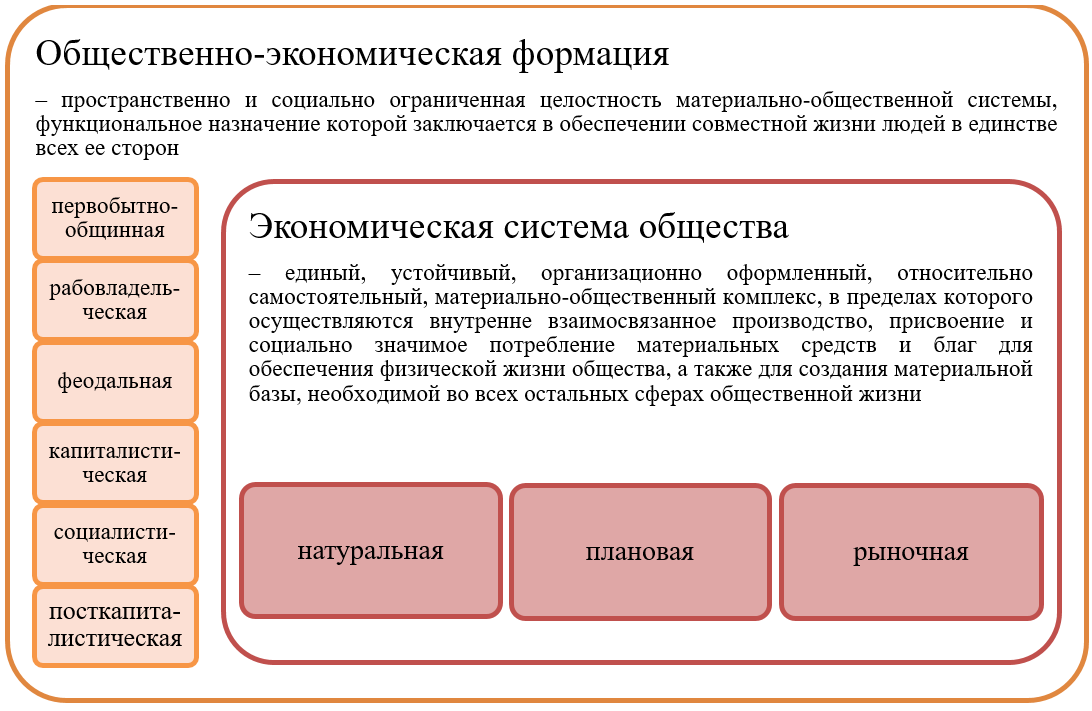 Общественно-экономическая формация
– пространственно и социально ограниченная целостность материально-общественной системы,
функциональное назначение которой заключается в обеспечении совместной жизни людей в единстве
всех ее сторон
первобытно-
общинная
рабовладель-
ческая
феодальная
капиталисти-
ческая
социалисти-
ческая
посткапита-
листическая
Экономическая система общества
– единый, устойчивый, организационно оформленный, относительно
самостоятельный, материально-общественный комплекс, в пределах которого
осуществляются внутренне взаимосвязанное производство, присвоение и
социально значимое потребление материальных средств и благ для
обеспечения физической жизни общества, а также для создания материальной
базы, необходимой во всех остальных сферах общественной жизни
натуральная
плановая
рыночная